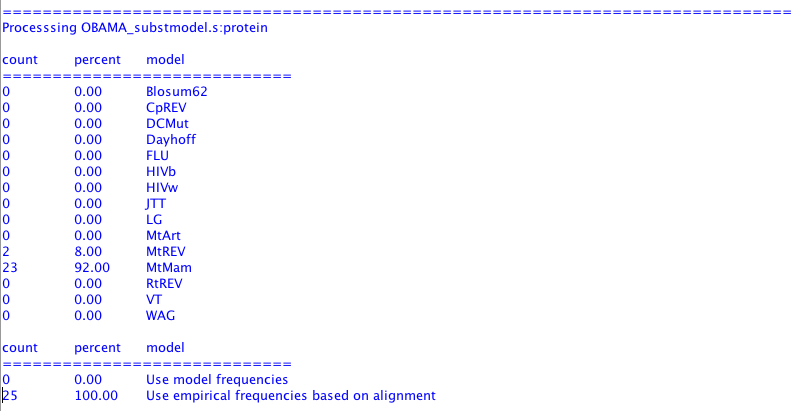 ================================================================================
Processsing OBAMA_substmodel.s:protein
count percent model
=============================
0 0.00 Blosum62
0 0.00 CpREV
0 0.00 DCMut
0 0.00 Dayhoff
0 0.00 FLU
0 0.00 HIVb
0 0.00 HIVw
0 0.00 JTT
0 0.00 LG
0 0.00 MtArt
2 8.00 MtREV
23 92.00 MtMam
0 0.00 RtREV
0 0.00 VT
0 0.00 WAG
count percent model
=============================
0 0.00 Use model frequencies
25 100.00 Use empirical frequencies based on alignment